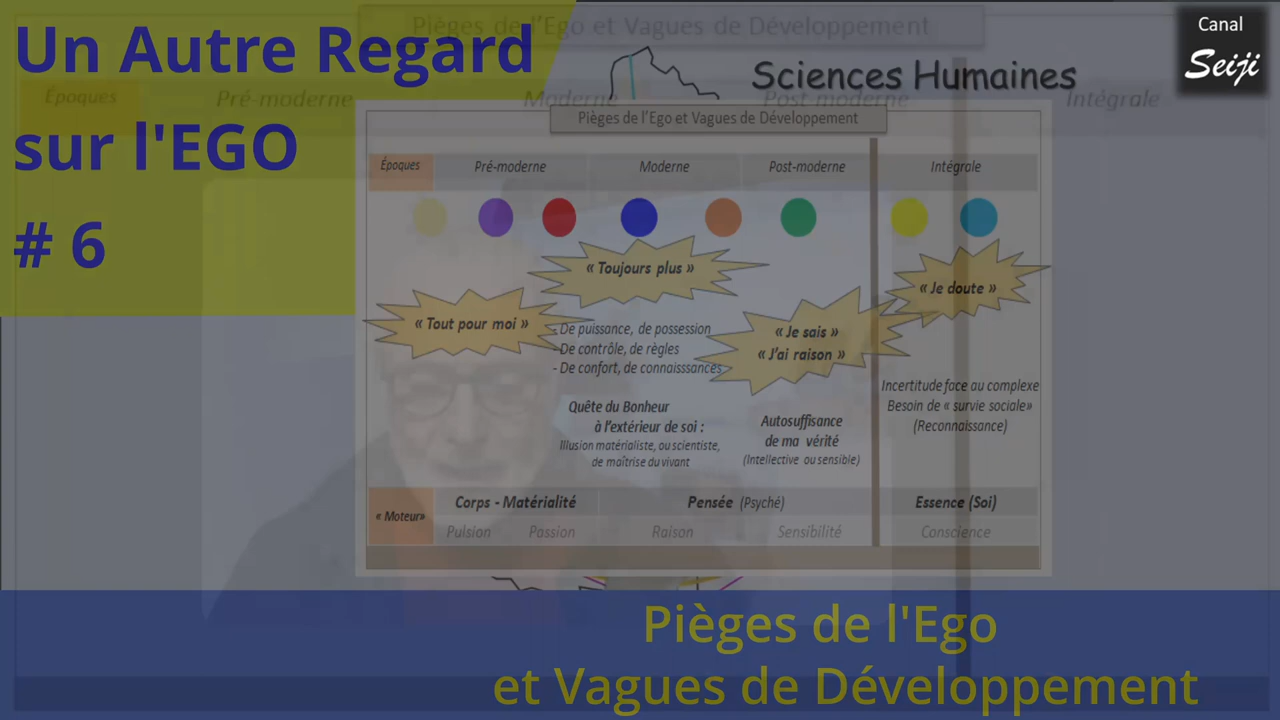 Un Autre Regard
sur l'EGO
# 6
Pièges de l'Ego et Vagues de Développement
Canal
Seiji
Sciences Humaines
Époques Pré-moderne Moderne Post-moderne Intégrale
Pièges de l'Ego et Vagues de Développement
Époques Pré-moderne Moderne Post-moderne Intégrale
« Toujours plus »
« Je doute »
« Tout pour moi »
- De puissance, de possession
- De contrôle, de règles
- De confort, de connaisssances
« Je sais »
« J'ai raison »
Incertitude face au complexe
Besoin de « survie sociale»
(Reconnaissance)
Quête du Bonheur
à l'extérieur de soi :
Illusion matérialiste, ou scientiste,
de maîtrise du vivant
Autosuffisance
de ma vérité
(Intellective ou sensible)
« Moteur»
Corps - Matérialité Pensée (Psyché) Essence (Soi)
Pulsion Passion Raison Sensibilité Conscience
Pièges de l'Ego
et Vagues de Développement